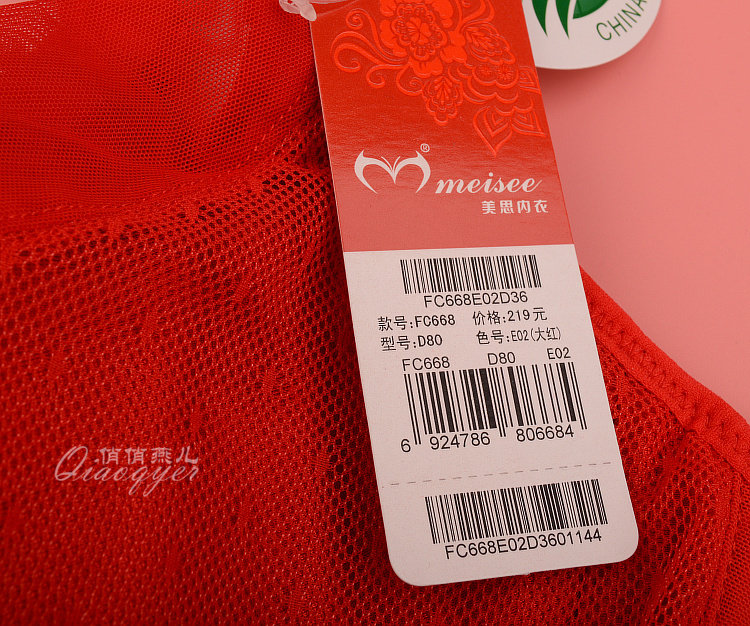 CHINA
®
meisee
美思内衣
FC668E02D36
款号:FC668 价格:219元
型号:D80 色号:E02(大红)
FC668 D80 E02
6 924786 806684
FC668E02D3601144
俏俏燕儿
Qiaoqyer